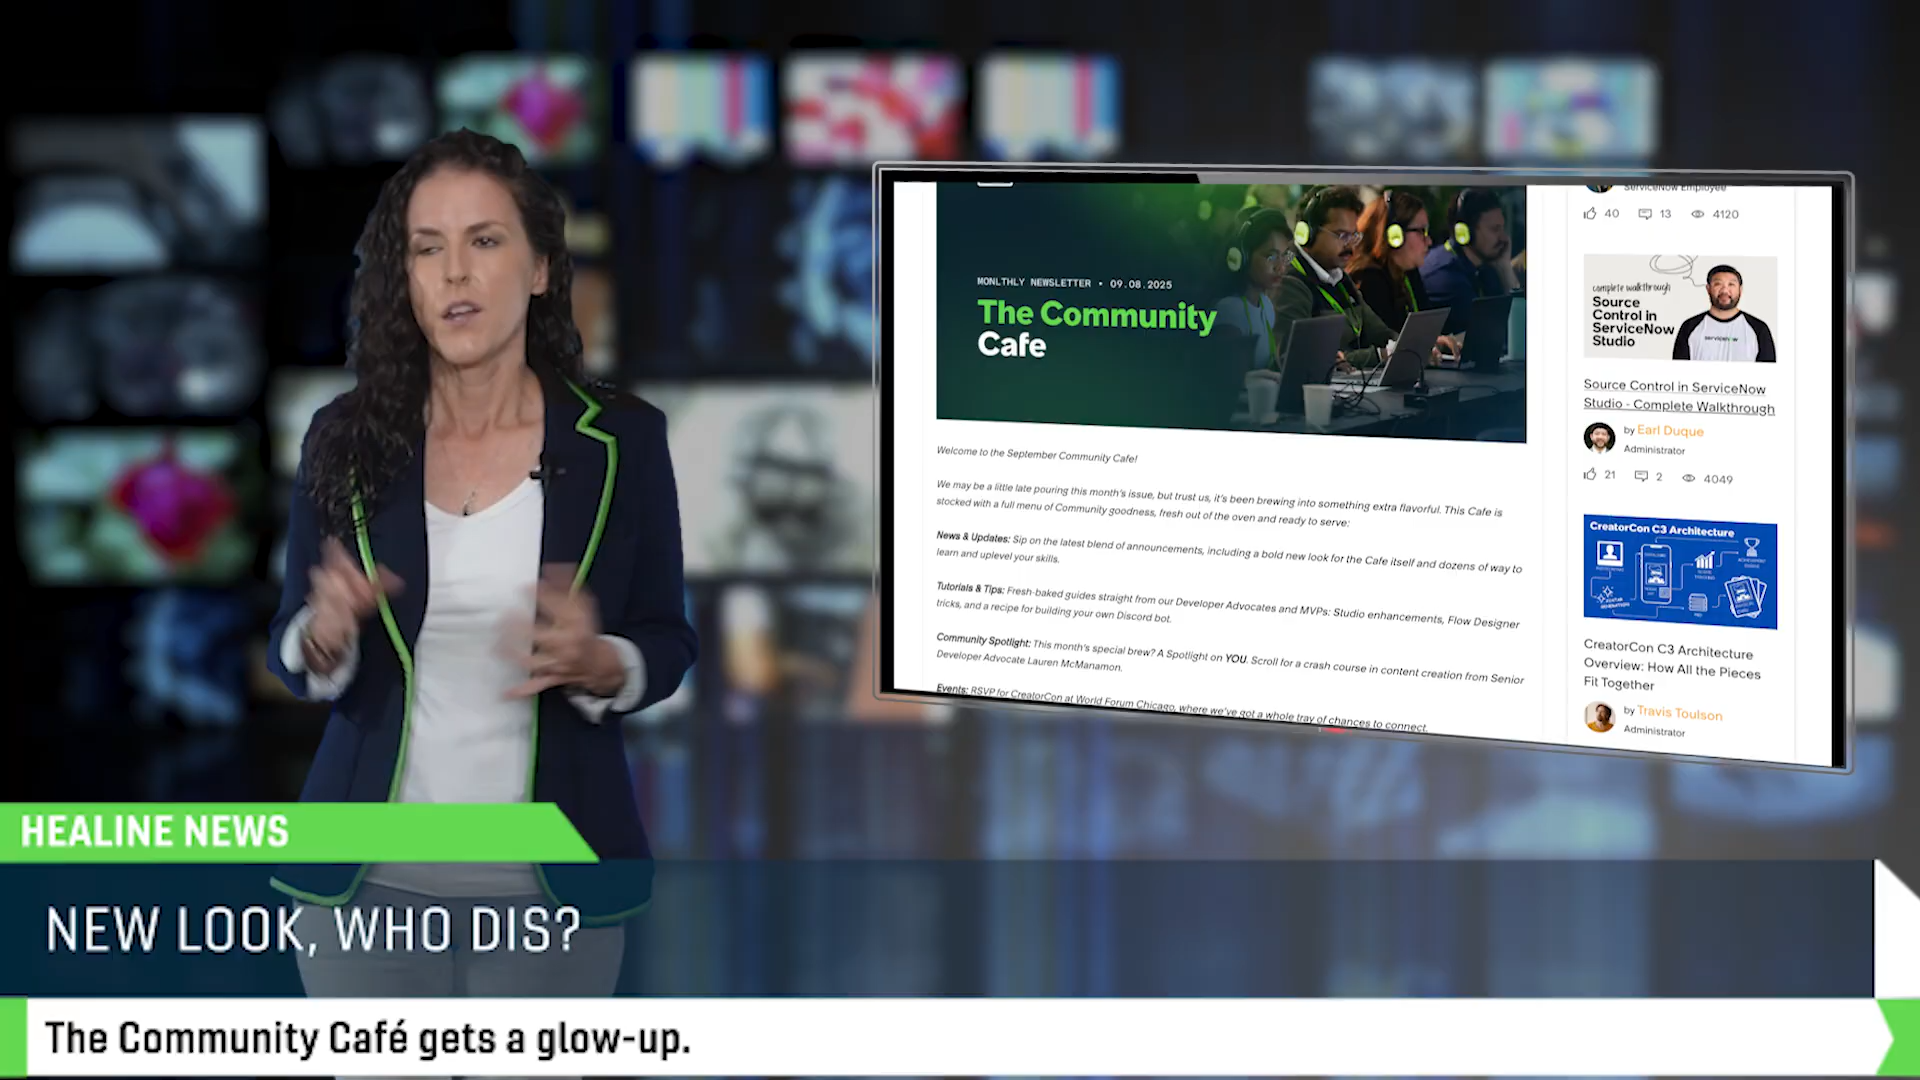 MONLTHLY NEWSLETTER • 09.08.2025
The Community
Cafe
Welcome to the September Community Cafe!
We may be a little late pouring this month's issue, but trust us, it's been brewing into something extra flavorful. This Cafe is
stocked with a full menu of Community goodness, fresh out of the oven and ready to serve:
News & Updates: Sip on the latest blend of announcements, including a bold new look for the Cafe itself and dozens of way to
learn and uplevel your skills.
Tutorials & Tips: Fresh-baked guides straight from our Developer Advocates and MVPs: Studio enhancements, Flow Designer
tricks, and a recipe for building your own Discord bot.
Community Spotlight: This month's special brew? A Spotlight on YOU. Scroll for a crash course in content creation from Senior
Developer Advocate Lauren McManamon.
Events: RSVP for CreatorCon at World Forum Chicago, where we've got a whole tray of chances to connect.
ServiceNow Employee
40 13 4120
complete walkthrough
Source
Control in
ServiceNow
Studio
servicenow
Source Control in ServiceNow
Studio - Complete Walkthrough
by Earl Duque
Administrator
21 2 4049
CreatorCon C3 Architecture
CreatorCon C3 Architecture
Overview: How All the Pieces
Fit Together
by Travis Toulson
Administrator
HEALINE NEWS
NEW LOOK, WHO DIS?
The Community Café gets a glow-up.